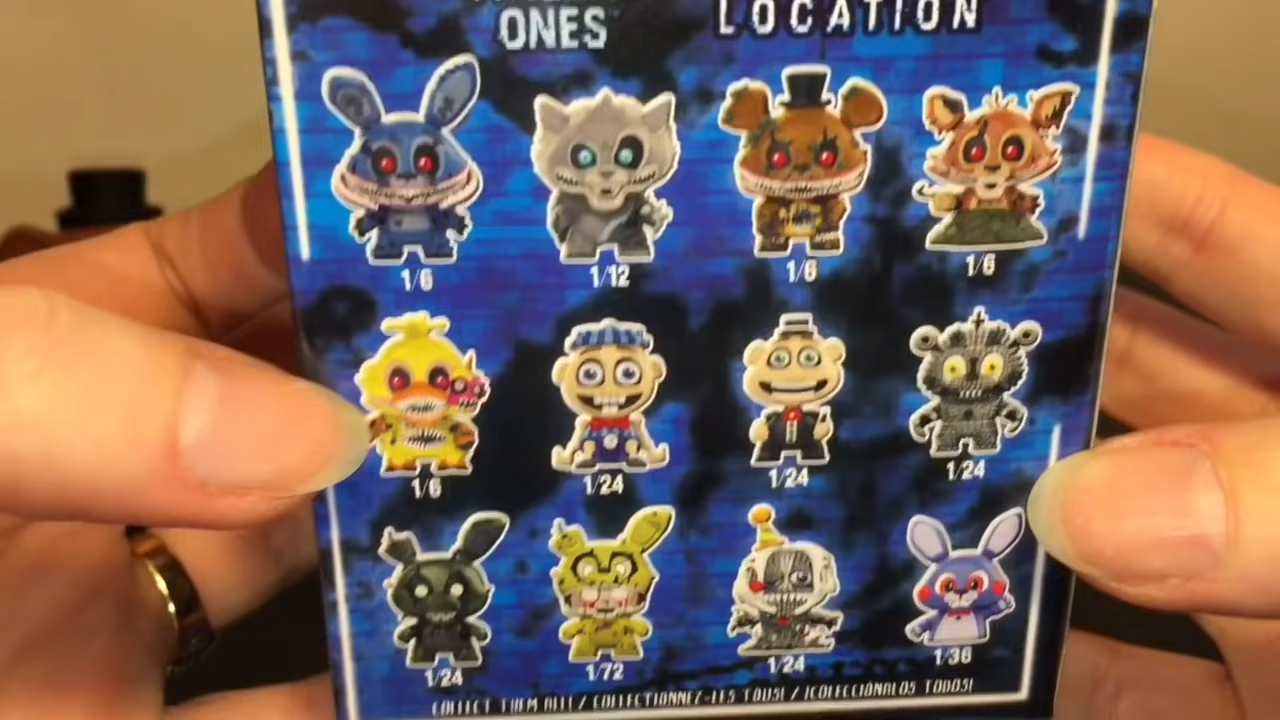 ONES
LOCATION
1/6 1/12 1/6 1/6
1/6 1/24 1/24 1/24
1/24 1/72 1/24 1/36
COLLECT THEM ALL! / COLLECTIONNEZ-LES TOUS! / ¡COLECCIÓNALOS TODOS!